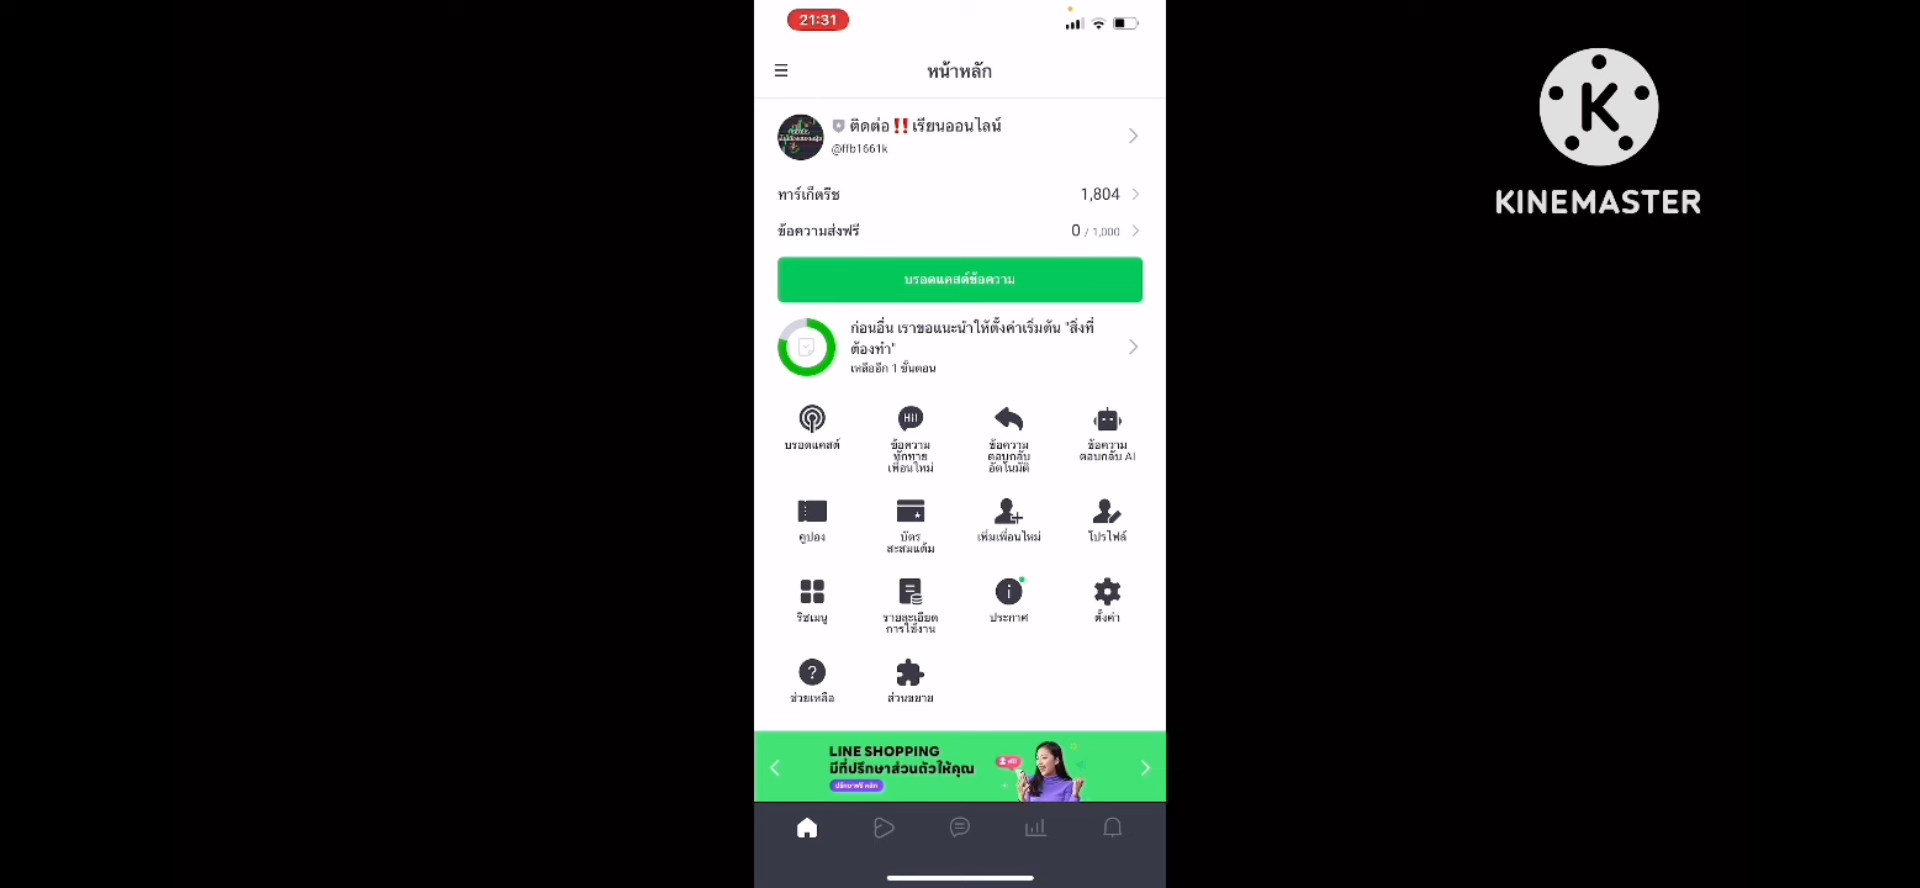 21:31
หน้าหลัก
ติดต่อ‼️เรียนออนไลน์
@ffb1661k
ทาร์เก็ตรีช 1,804
ข้อความส่งฟรี 0 / 1,000
บรอดแคสต์ข้อความ
ก่อนอื่น เราขอแนะนำให้ตั้งค่าเริ่มต้น "สิ่งที่
ต้องทำ"
เหลืออีก 1 ขั้นตอน
บรอดแคสต์
Hi!
ข้อความ
ทักทาย
เพื่อนใหม่
ข้อความ
ตอบกลับ
อัตโนมัติ
ข้อความ
ตอบกลับ AI
คูปอง
บัตร
สะสมแต้ม
เพิ่มเพื่อนใหม่
โปรไฟล์
ริชเมนู
รายละเอียด
การใช้งาน
ประกาศ
ตั้งค่า
ช่วยเหลือ
ส่วนขยาย
LINE SHOPPING
มีที่ปรึกษาส่วนตัวให้คุณ
ปรึกษาฟรี คลิก
K
KINEMASTER